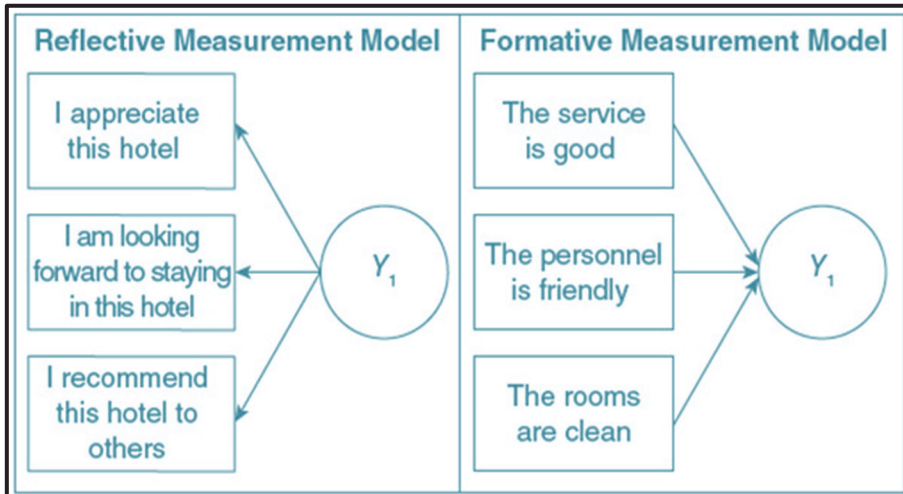 Reflective Measurement Model
I appreciate
this hotel
I am looking
forward to staying
in this hotel
I recommend
this hotel to
others
Y1
Formative Measurement Model
The service
is good
The personnel
is friendly
The rooms
are clean
Y1